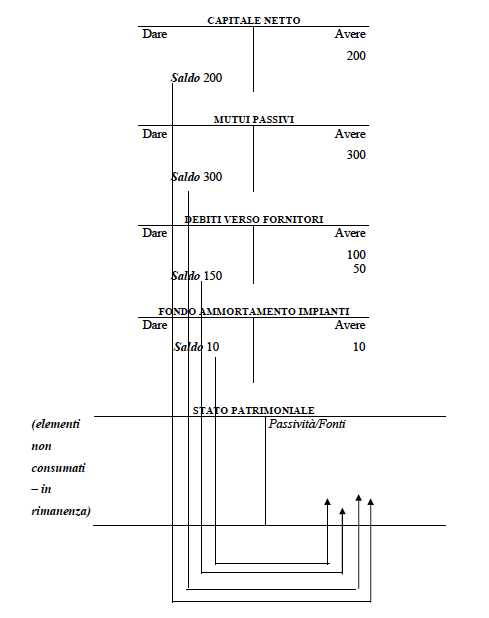 CAPITALE NETTO
Dare Avere
200
Saldo 200
MUTUI PASSIVI
Dare Avere
300
Saldo 300
DEBITI VERSO FORNITORI
Dare Avere
100
50
Saldo 150
FONDO AMMORTAMENTO IMPIANTI
Dare Avere
Saldo 10 10
STATO PATRIMONIALE
(elementi Passività/Fonti
non
consumati
– in
rimanenza)